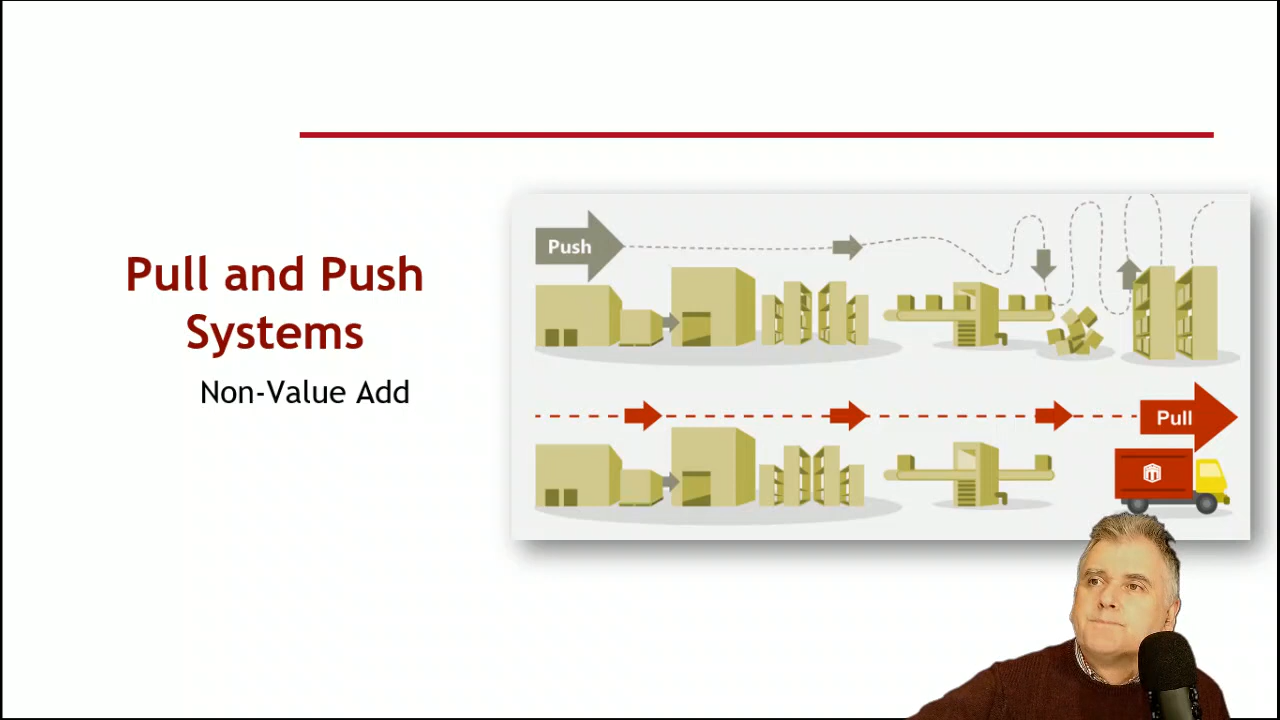 Pull and Push
Systems
Non-Value Add
Push
Pull